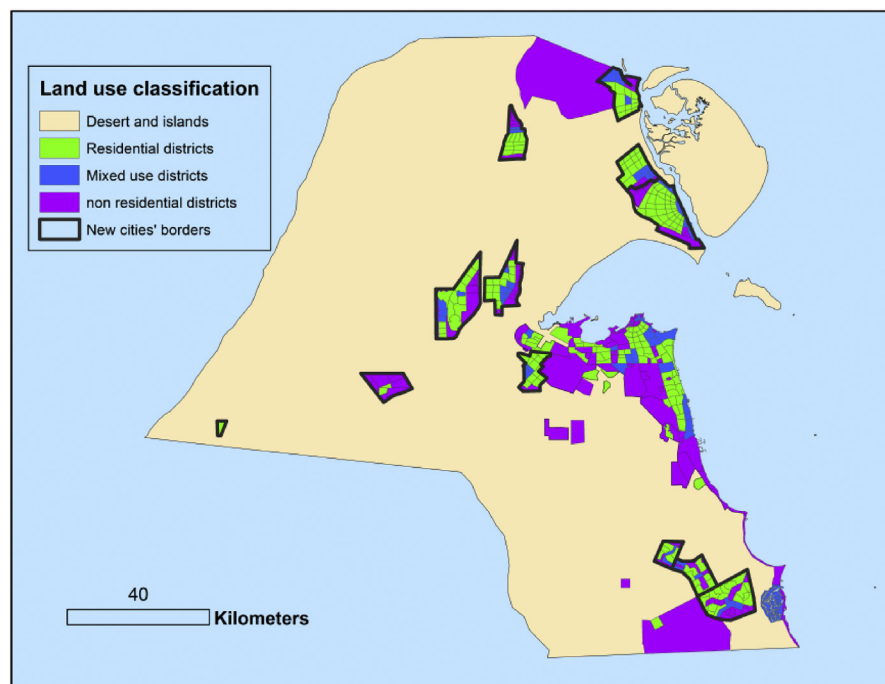 Land use classification
Desert and islands
Residential districts
Mixed use districts
non residential districts
New cities' borders
40
Kilometers